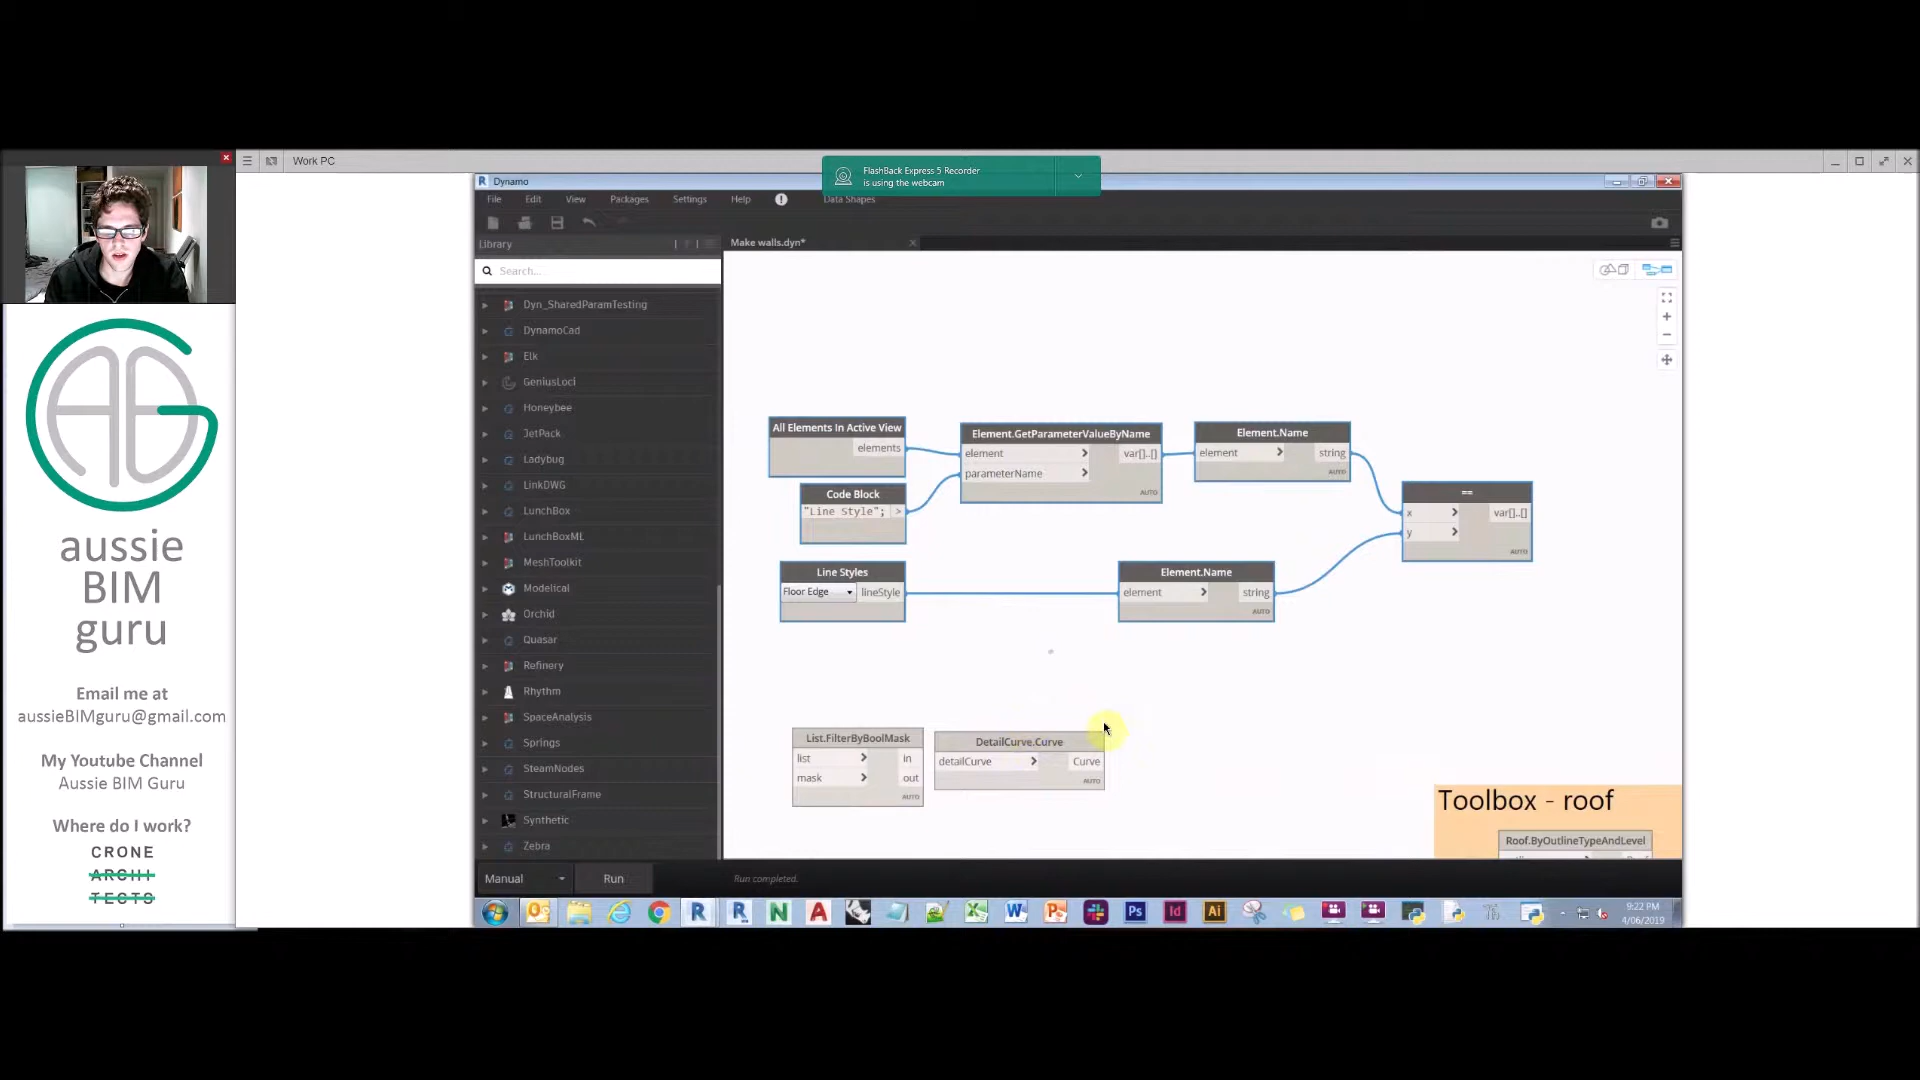 Work PC
FlashBack Express 5 Recorder
is using the webcam
Dynamo
File Edit View Packages Settings Help Data Shapes
Library
Make walls.dyn*
Search...
Dyn_SharedParamTesting
DynamoCad
Elk
GeniusLoci
Honeybee
JetPack
Ladybug
LinkDWG
LunchBox
LunchBoxML
MeshToolkit
Modelical
Orchid
Quasar
Refinery
Rhythm
SpaceAnalysis
Springs
SteamNodes
StructuralFrame
Synthetic
Zebra
All Elements In Active View
elements
Code Block
"Line Style"; >
Line Styles
Floor Edge lineStyle
Element.GetParameterValueByName
element > var[]..[]
parameterName >
AUTO
Element.Name
element > string
AUTO
Element.Name
element > string
AUTO
==
x > var[]..[]
y >
AUTO
List.FilterByBoolMask
list > in
mask > out
AUTO
DetailCurve.Curve
detailCurve > Curve
AUTO
Toolbox - roof
Roof.ByOutlineTypeAndLevel
Manual Run Run completed.
9:22 PM
4/06/2019
aussie
BIM
guru
Email me at
aussieBIMguru@gmail.com
My Youtube Channel
Aussie BIM Guru
Where do I work?
CRONE
ARCHI
TECTS